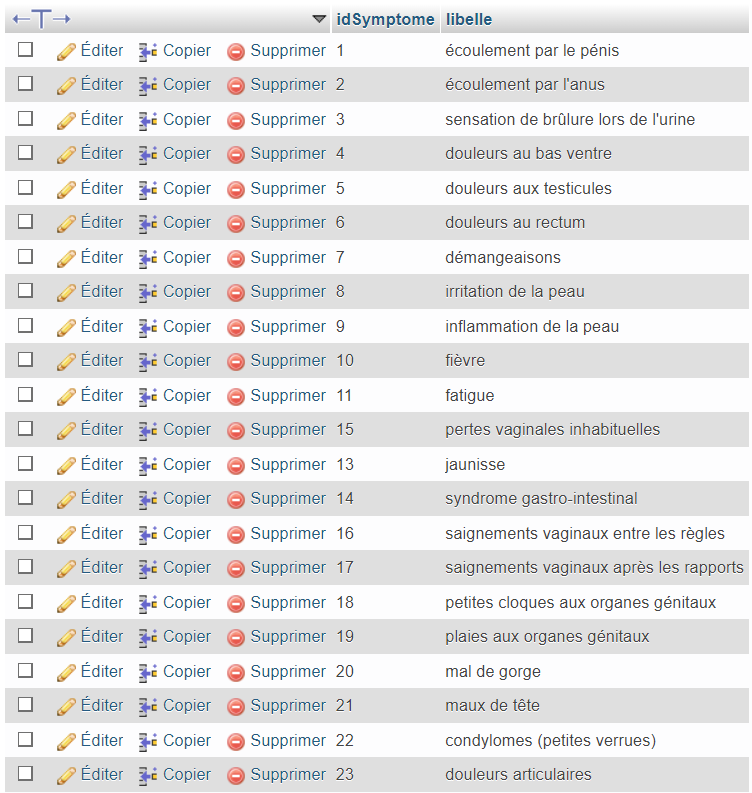 idSymptome libelle
Éditer Copier Supprimer 1 écoulement par le pénis
Éditer Copier Supprimer 2 écoulement par l'anus
Éditer Copier Supprimer 3 sensation de brûlure lors de l'urine
Éditer Copier Supprimer 4 douleurs au bas ventre
Éditer Copier Supprimer 5 douleurs aux testicules
Éditer Copier Supprimer 6 douleurs au rectum
Éditer Copier Supprimer 7 démangeaisons
Éditer Copier Supprimer 8 irritation de la peau
Éditer Copier Supprimer 9 inflammation de la peau
Éditer Copier Supprimer 10 fièvre
Éditer Copier Supprimer 11 fatigue
Éditer Copier Supprimer 15 pertes vaginales inhabituelles
Éditer Copier Supprimer 13 jaunisse
Éditer Copier Supprimer 14 syndrome gastro-intestinal
Éditer Copier Supprimer 16 saignements vaginaux entre les règles
Éditer Copier Supprimer 17 saignements vaginaux après les rapports
Éditer Copier Supprimer 18 petites cloques aux organes génitaux
Éditer Copier Supprimer 19 plaies aux organes génitaux
Éditer Copier Supprimer 20 mal de gorge
Éditer Copier Supprimer 21 maux de tête
Éditer Copier Supprimer 22 condylomes (petites verrues)
Éditer Copier Supprimer 23 douleurs articulaires